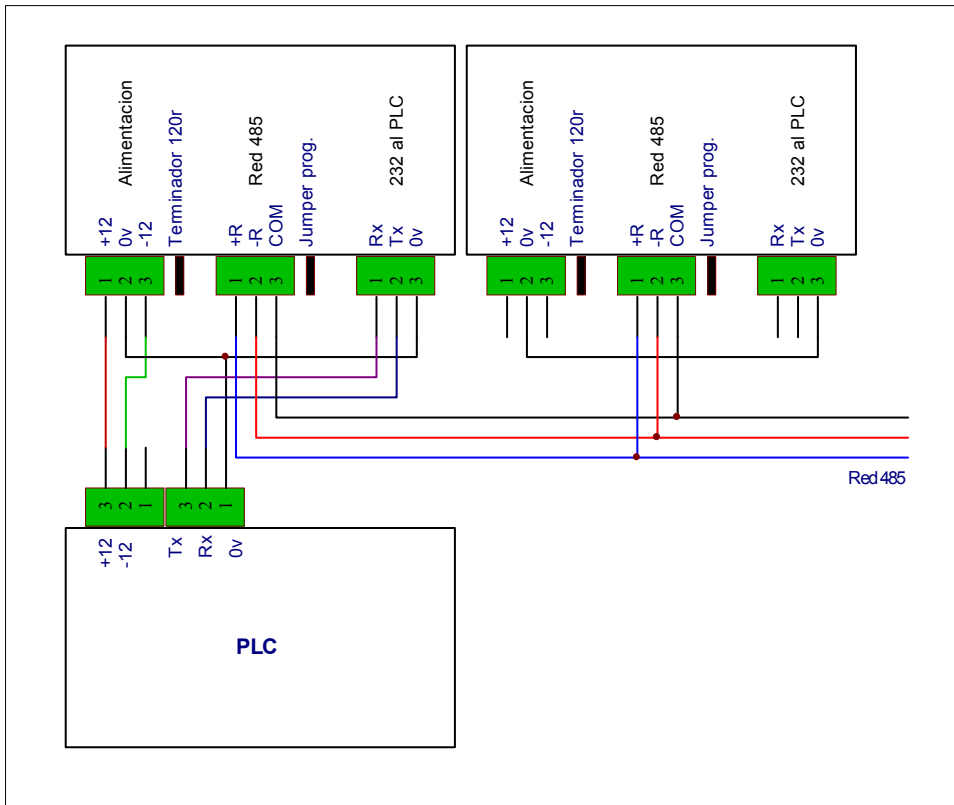 Alimentacion
Terminador 120r
Red 485
Jumper prog.
232 al PLC
+12
0v
-12
+R
-R
COM
Rx
Tx
0v
1
2
3
1
2
3
1
2
3
Alimentacion
Terminador 120r
Red 485
Jumper prog.
232 al PLC
+12
0v
-12
+R
-R
COM
Rx
Tx
0v
1
2
3
1
2
3
1
2
3
Red 485
3
2
1
3
2
1
+12
-12
Tx
Rx
0v
PLC